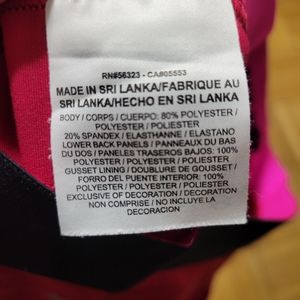 RN#56323 - CA#05553
MADE IN SRI LANKA/FABRIQUE AU
SRI LANKA/HECHO EN SRI LANKA
BODY / CORPS / CUERPO: 80% POLYESTER /
POLYESTER / POLIESTER
20% SPANDEX / ELASTHANNE / ELASTANO
LOWER BACK PANELS / PANNEAUX DU BAS
DU DOS / PANELES TRASEROS BAJOS: 100%
POLYESTER / POLYESTER / POLIESTER
GUSSET LINING / DOUBLURE DE GOUSSET /
FORRO DEL PUENTE INTERIOR: 100%
POLYESTER / POLYESTER / POLIESTER
EXCLUSIVE OF DECORATION / DECORATION
NON COMPRISE / NO INCLUYE LA
DECORACION